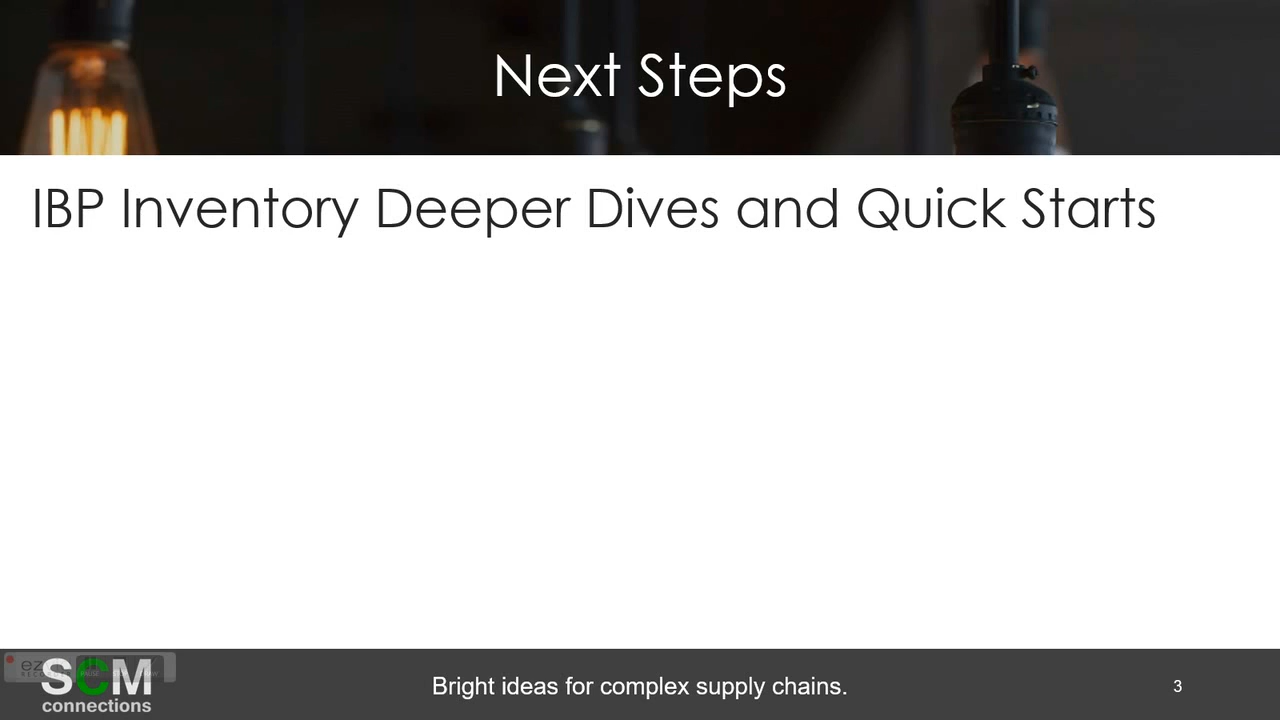 Next Steps
IBP Inventory Deeper Dives and Quick Starts
SCM
connections
Bright ideas for complex supply chains.
3